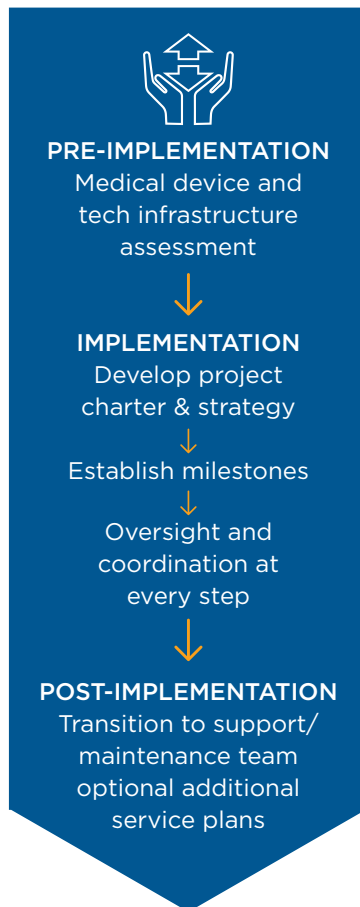 PRE-IMPLEMENTATION
Medical device and
tech infrastructure
assessment
IMPLEMENTATION
Develop project
charter & strategy
Establish milestones
Oversight and
coordination at
every step
POST-IMPLEMENTATION
Transition to support/
maintenance team
optional additional
service plans